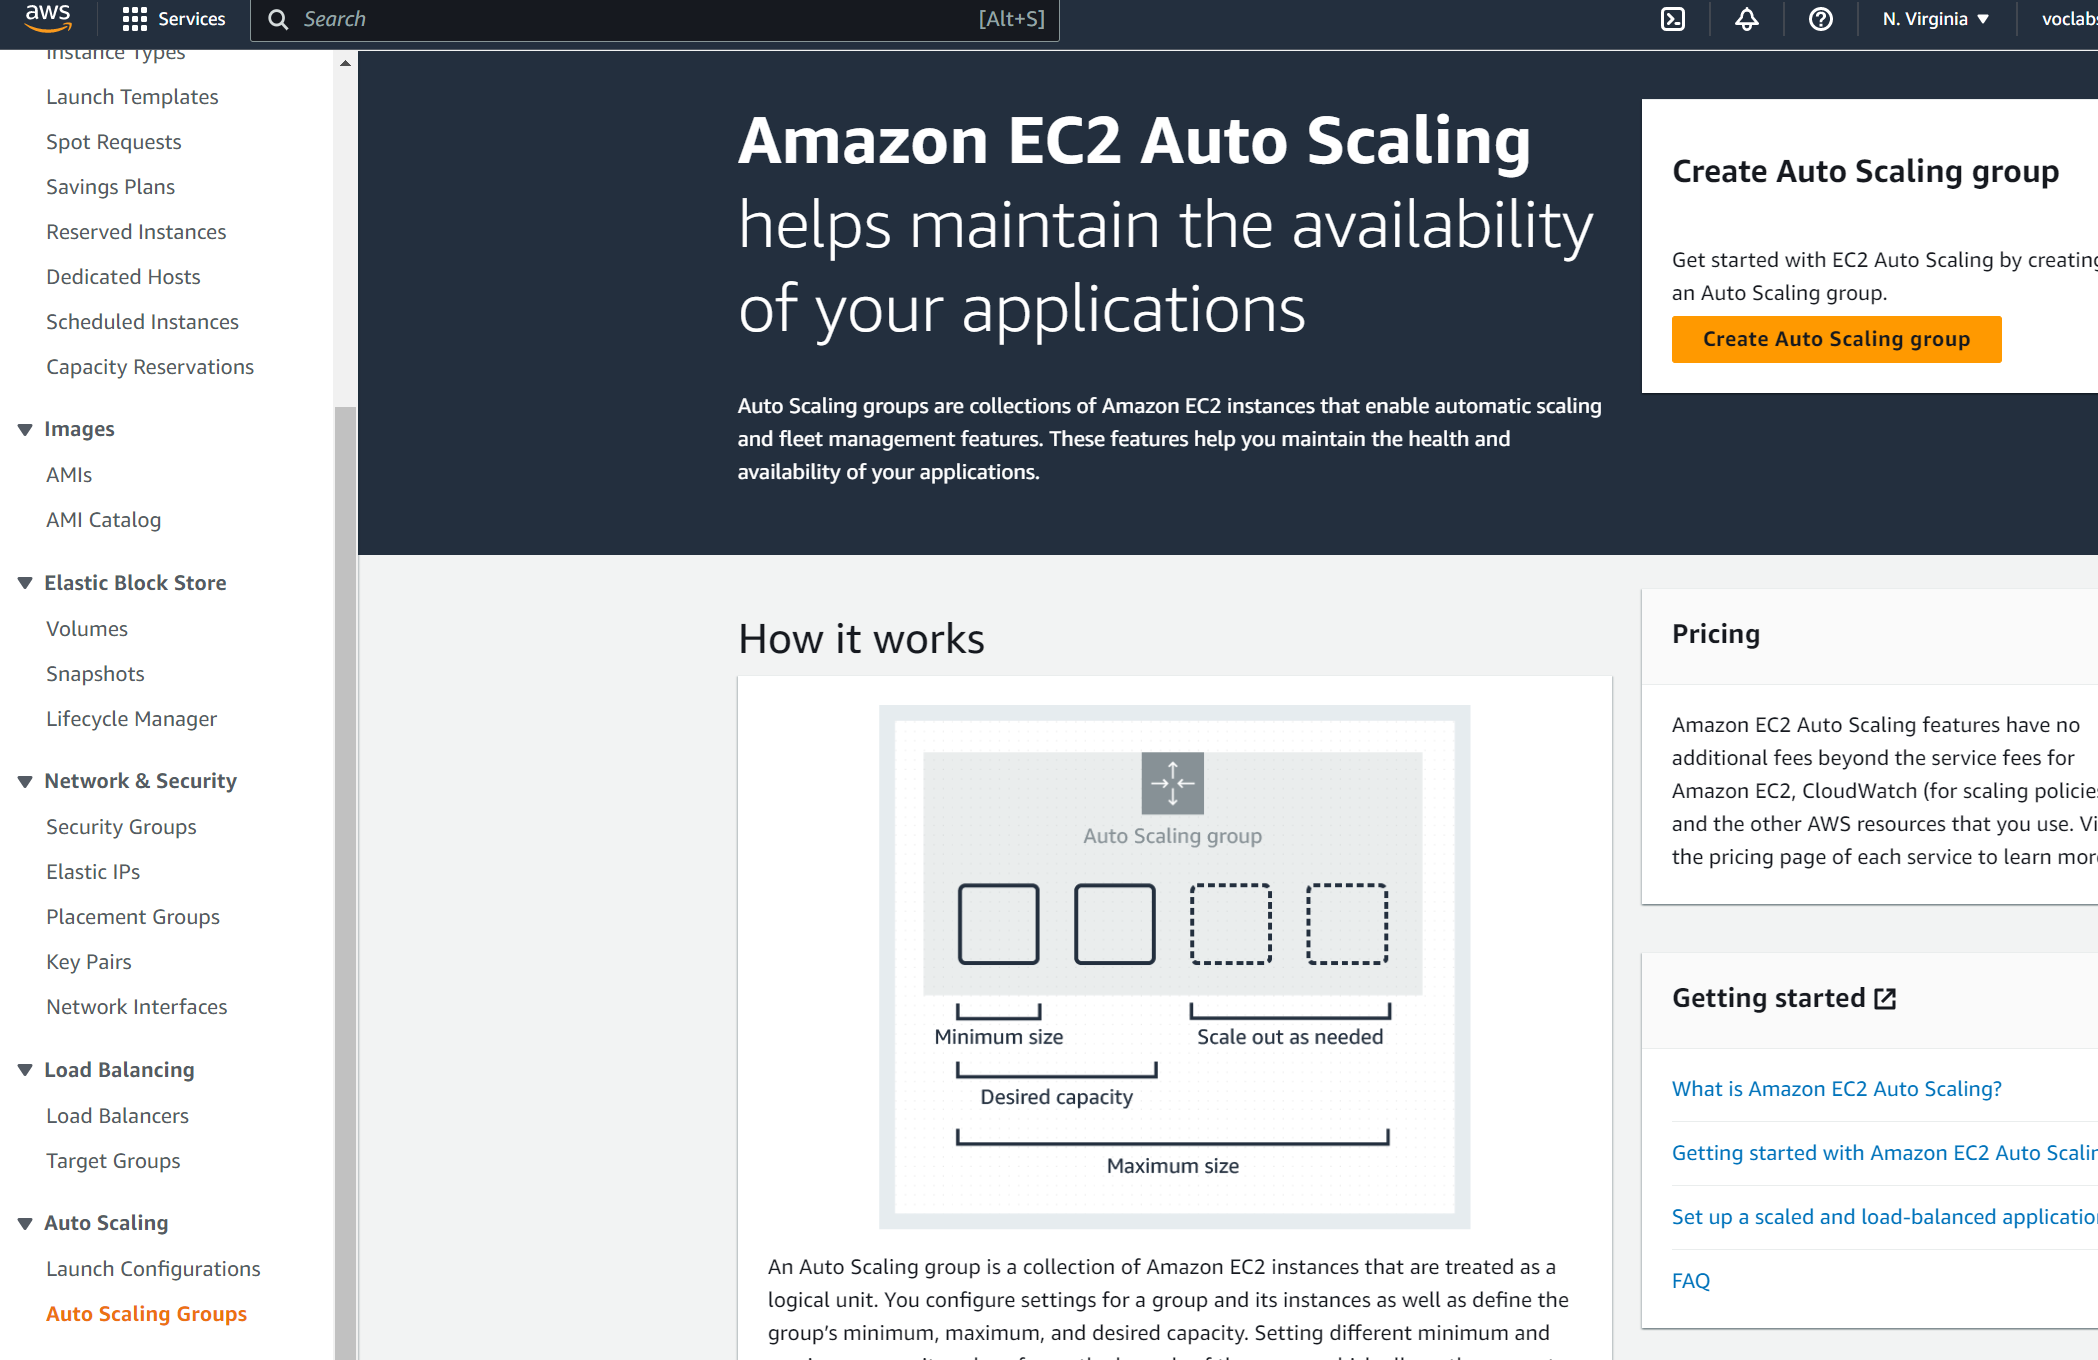 aws
Services
Search
[Alt+S]
N. Virginia
Instance Types
Launch Templates
Spot Requests
Savings Plans
Reserved Instances
Dedicated Hosts
Scheduled Instances
Capacity Reservations
Images
AMIs
AMI Catalog
Elastic Block Store
Volumes
Snapshots
Lifecycle Manager
Network & Security
Security Groups
Elastic IPs
Placement Groups
Key Pairs
Network Interfaces
Load Balancing
Load Balancers
Target Groups
Auto Scaling
Launch Configurations
Auto Scaling Groups
Amazon EC2 Auto Scaling
helps maintain the availability
of your applications
Auto Scaling groups are collections of Amazon EC2 instances that enable automatic scaling
and fleet management features. These features help you maintain the health and
availability of your applications.
Create Auto Scaling group
Get started with EC2 Auto Scaling by creating
an Auto Scaling group.
Create Auto Scaling group
How it works
Auto Scaling group
Minimum size
Scale out as needed
Desired capacity
Maximum size
An Auto Scaling group is a collection of Amazon EC2 instances that are treated as a
logical unit. You configure settings for a group and its instances as well as define the
group's minimum, maximum, and desired capacity. Setting different minimum and
Pricing
Amazon EC2 Auto Scaling features have no
additional fees beyond the service fees for
Amazon EC2, CloudWatch (for scaling policies
and the other AWS resources that you use.
the pricing page of each service to learn
Getting started
What is Amazon EC2 Auto Scaling?
Getting started with Amazon EC2 Auto
Set up a scaled and load-balanced
FAQ